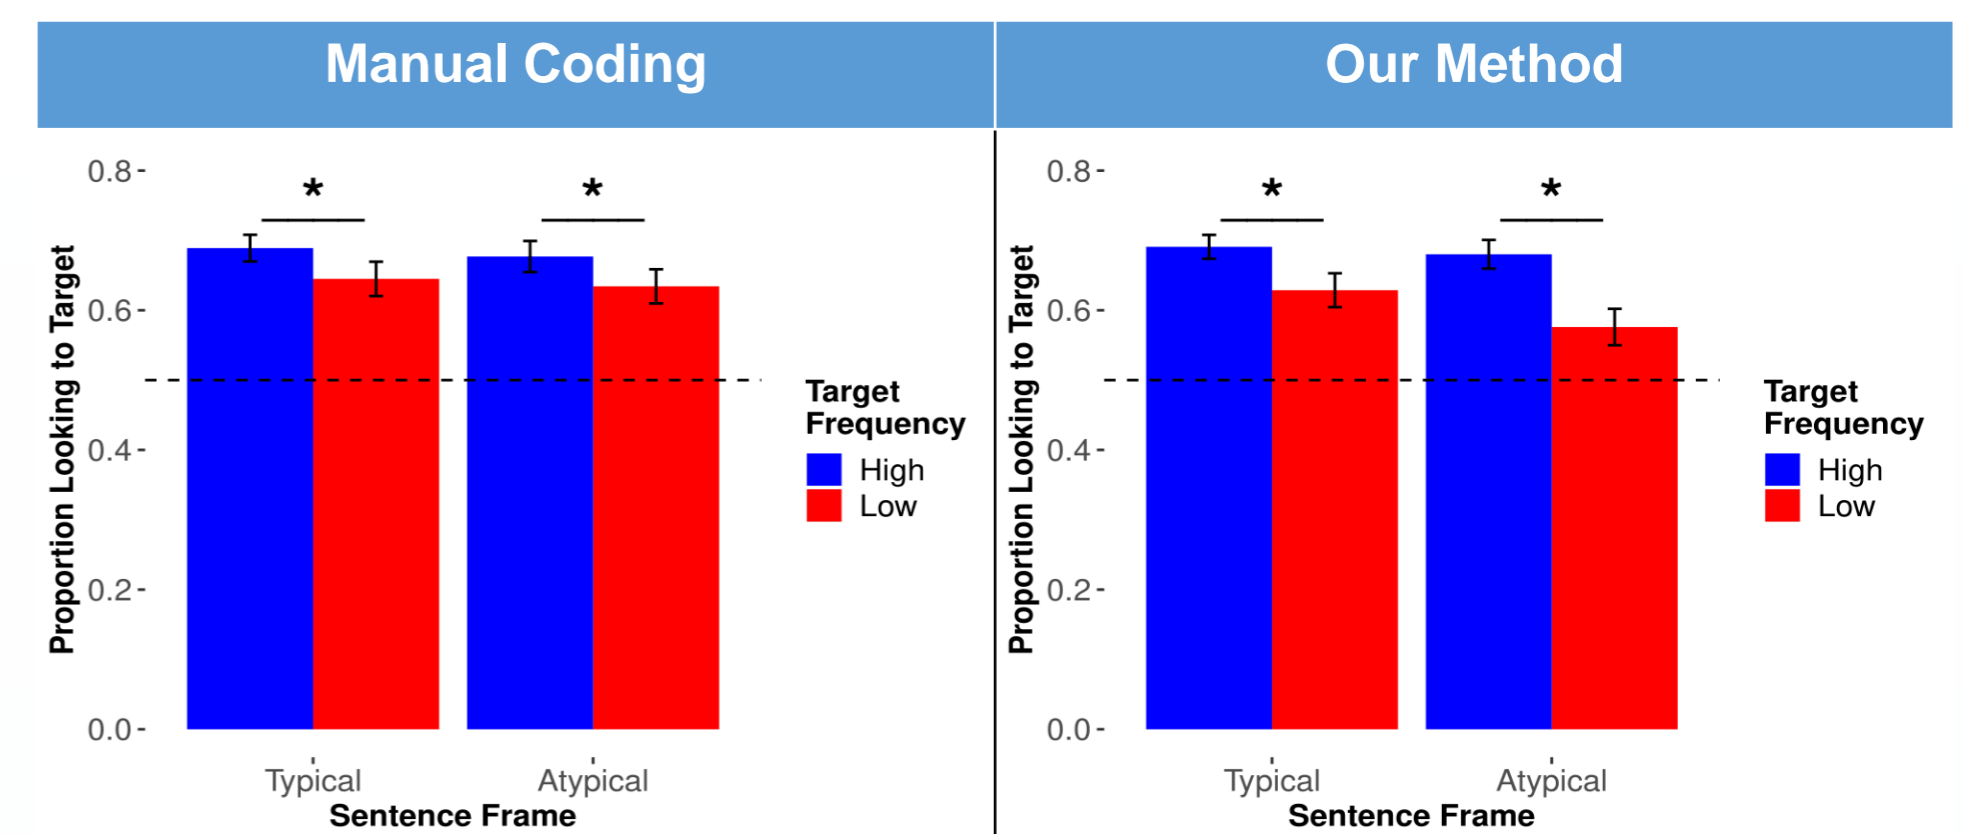 Manual Coding
Our Method
0.8
*
*
0.6
0.4
0.2
0.0
Proportion Looking to Target
Typical
Atypical
Sentence Frame
Target
Frequency
High
Low
0.8
*
*
0.6
0.4
0.2
0.0
Proportion Looking to Target
Typical
Atypical
Sentence Frame
Target
Frequency
High
Low